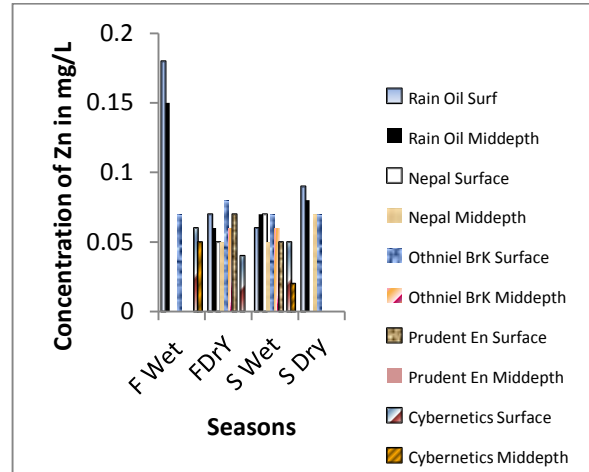 Concentration of Zn in mg/L
0.2
0.15
0.1
0.05
0
F Wet
FDrY
S Wet
S Dry
Seasons
Rain Oil Surf
Rain Oil Middepth
Nepal Surface
Nepal Middepth
Othniel BrK Surface
Othniel BrK Middepth
Prudent En Surface
Prudent En Middepth
Cybernetics Surface
Cybernetics Middepth